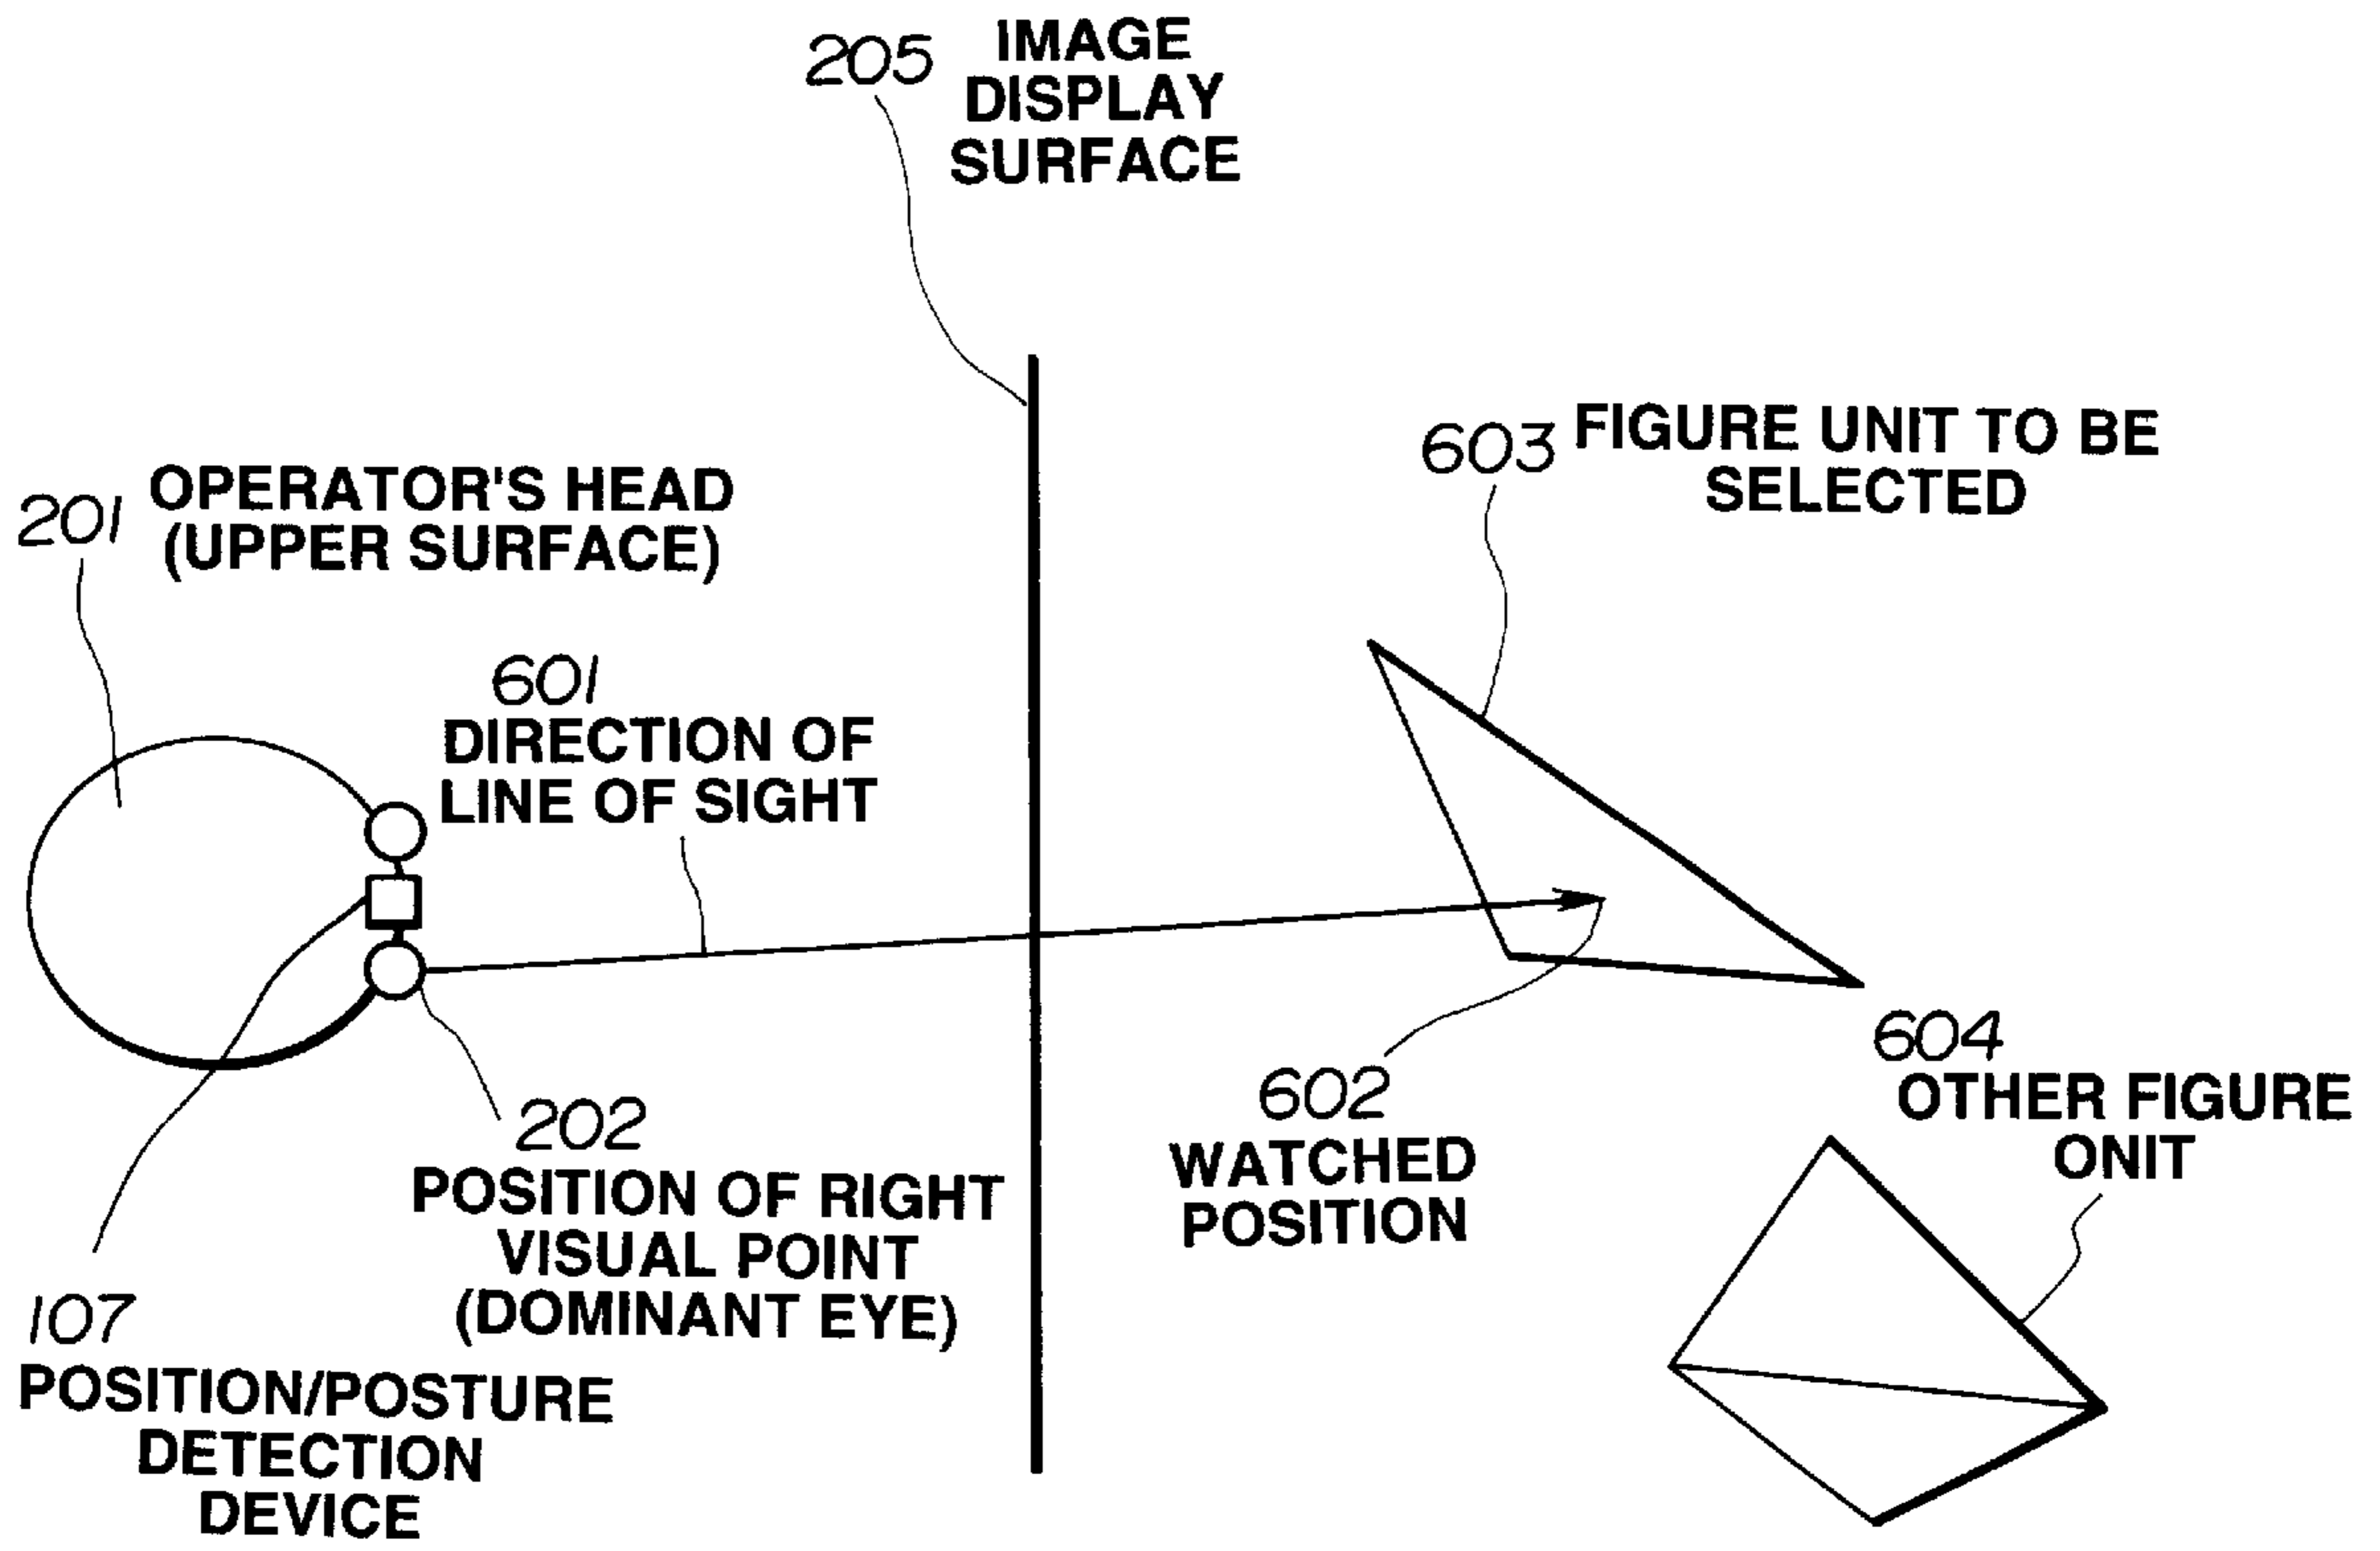 205
IMAGE
DISPLAY
SURFACE
603
FIGURE UNIT TO BE
SELECTED
201
OPERATOR'S HEAD
(UPPER SURFACE)
601
DIRECTION OF
LINE OF SIGHT
604
OTHER FIGURE
ONIT
602
WATCHED
POSITION
202
POSITION OF RIGHT
VISUAL POINT
(DOMINANT EYE)
107
POSITION/POSTURE
DETECTION
DEVICE